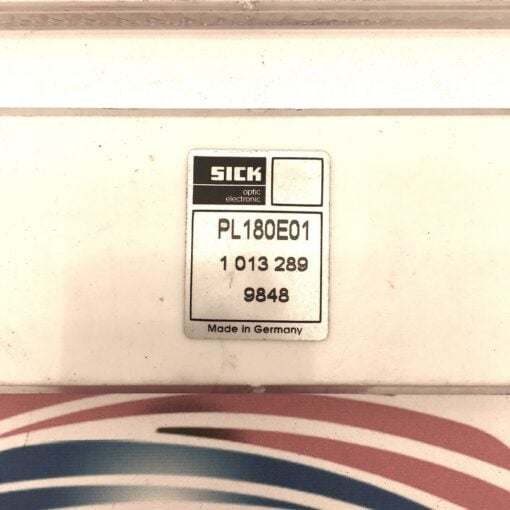 SICK
optic
electronic
PL180E01
1 013 289
9848
Made in Germany